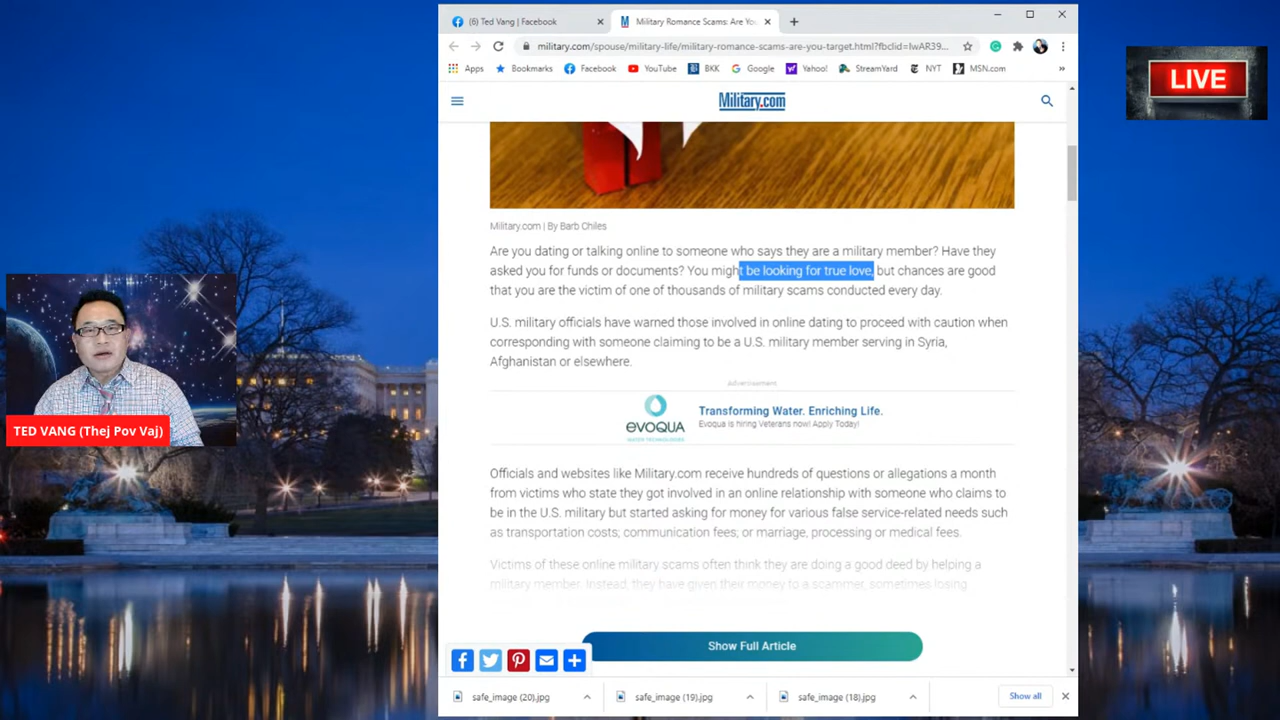 (6) Ted Vang | Facebook
Military Romance Scams: Are You
military.com/spouse/military-life/military-romance-scams-are-you-target.html?fbclid=IwAR39...
Apps
Bookmarks
Facebook
YouTube
BKK
Google
Yahoo!
StreamYard
NYT
MSN.com
»
LIVE
Military.com
Military.com | By Barb Chiles
Are you dating or talking online to someone who says they are a military member? Have they
asked you for funds or documents? You might be looking for true love, but chances are good
that you are the victim of one of thousands of military scams conducted every day.
U.S. military officials have warned those involved in online dating to proceed with caution when
corresponding with someone claiming to be a U.S. military member serving in Syria,
Afghanistan or elsewhere.
Advertisement
evoQUA
WATER TECHNOLOGIES
Transforming Water. Enriching Life.
Evoqua is hiring Veterans now! Apply Today!
TED VANG (Thej Pov Vaj)
Officials and websites like Military.com receive hundreds of questions or allegations a month
from victims who state they got involved in an online relationship with someone who claims to
be in the U.S. military but started asking for money for various false service-related needs such
as transportation costs; communication fees; or marriage, processing or medical fees.
Victims of these online military scams often think they are doing a good deed by helping a
military member. Instead, they have given their money to a scammer, sometimes losing
Show Full Article
safe_image (20).jpg
safe_image (19).jpg
safe_image (18).jpg
Show all